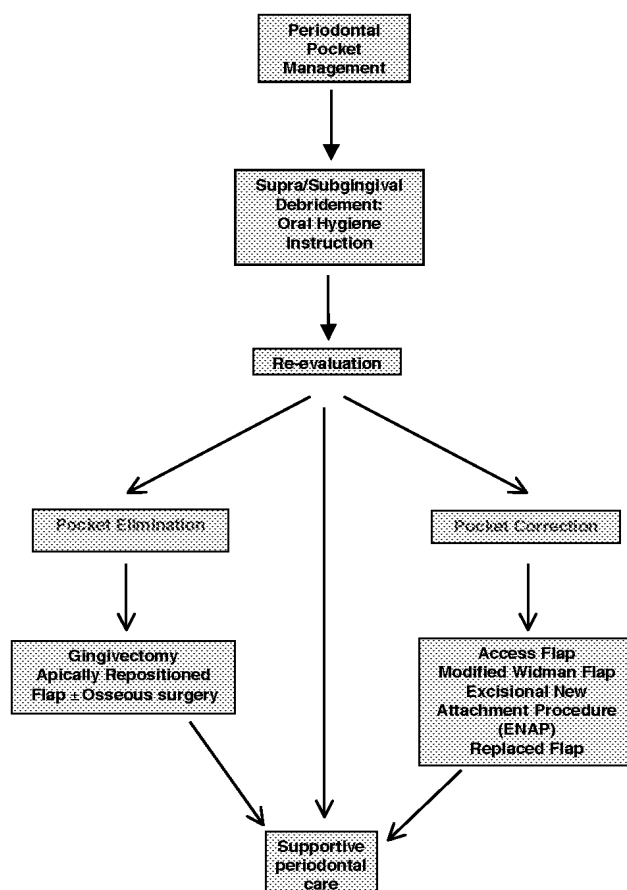 Periodontal
Pocket
Management
Supra/Subgingival
Debridement:
Oral Hygiene
Instruction
Re-evaluation
Pocket Elimination
Pocket Correction
Gingivectomy
Apically Repositioned
Flap ± Osseous surgery
Access Flap
Modified Widman Flap
Excisional New
Attachment Procedure
(ENAP)
Replaced Flap
Supportive
periodontal
care